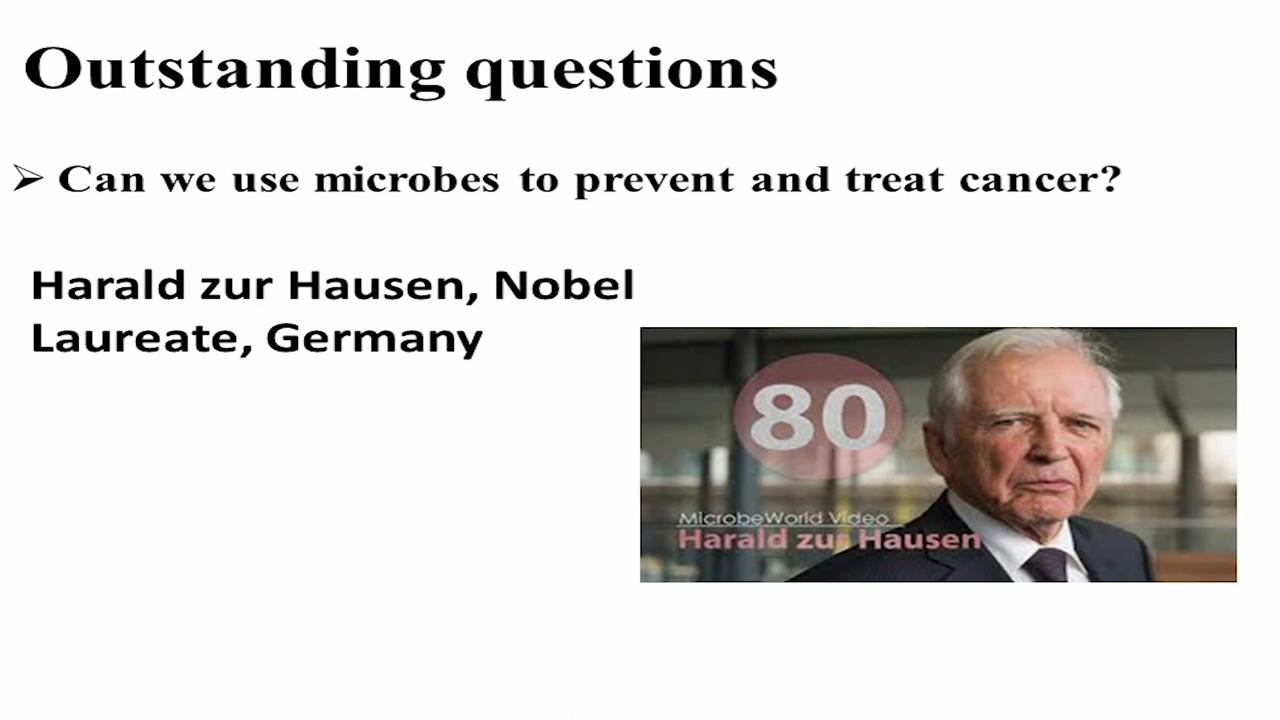 Outstanding questions
➢ Can we use microbes to prevent and treat cancer?
Harald zur Hausen, Nobel
Laureate, Germany
80
MicrobeWorld Video
Harald zur Hausen